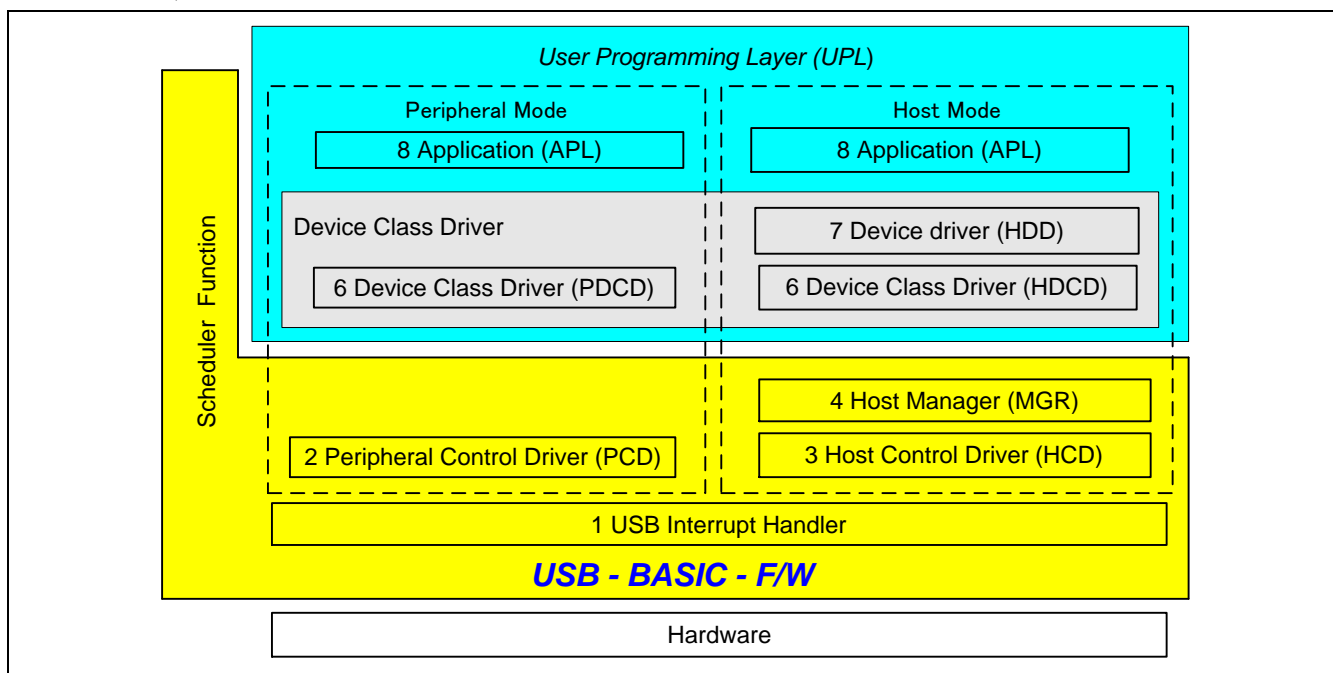 User Programming Layer (UPL)
Peripheral Mode
Host Mode
8 Application (APL)
8 Application (APL)
Device Class Driver
7 Device driver (HDD)
6 Device Class Driver (PDCD)
6 Device Class Driver (HDCD)
Scheduler Function
4 Host Manager (MGR)
2 Peripheral Control Driver (PCD)
3 Host Control Driver (HCD)
1 USB Interrupt Handler
USB - BASIC - F/W
Hardware